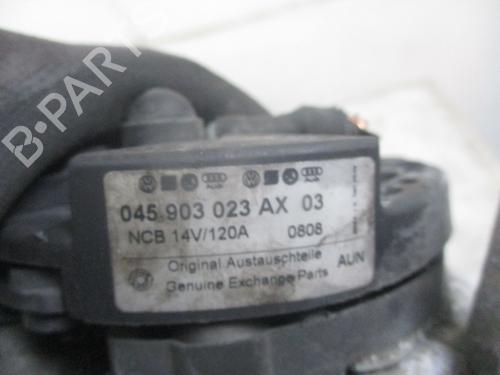 B-PARTS
045 903 023 AX 03
NCB 14V/120A 0808
Original Austauschteile
Genuine Exchange Parts AUN